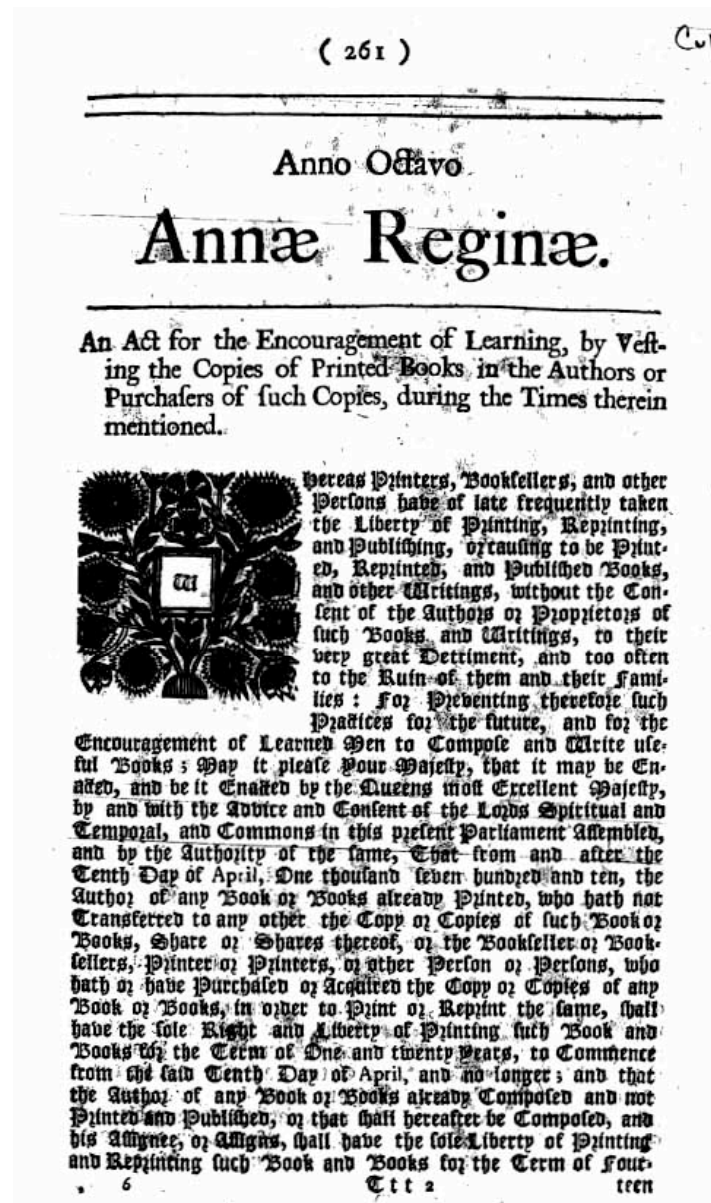 ( 261 )
Anno Octavo
Annæ Reginæ.
An Act for the Encouragement of Learning, by Vest-
ing the Copies of Printed Books in the Authors or
Purchasers of such Copies, during the Times therein
mentioned.
W
Hereas Printers, Booksellers, and other
Persons have of late frequently taken
the Liberty of Printing, Reprinting,
and Publishing, or causing to be Print-
ed, Reprinted, and Published Books,
and other Writings, without the Con-
sent of the Authors or Proprietors of
such Books and Writings, to their
very great Detriment, and too often
to the Ruin of them and their Fami-
lies : For Preventing therefore such
Practices for the future, and for the
Encouragement of Learned Men to Compose and Write use-
ful Books ; May it please Your Majesty, that it may be En-
acted, and be it Enacted by the Queens most Excellent Majesty,
by and with the Advice and Consent of the Lords Spiritual and
Temporal, and Commons in this present Parliament Assembled,
and by the Authority of the same, That from and after the
Tenth Day of April, One thousand seven hundred and ten, the
Author of any Book or Books already Printed, who hath not
Transferred to any other the Copy or Copies of such Book or
Books, Share or Shares thereof, or the Bookseller or Book-
sellers, Printer or Printers, or other Person or Persons, who
hath or have Purchased or Acquired the Copy or Copies of any
Book or Books, in order to Print or Reprint the same, shall
have the sole Right and Liberty of Printing such Book and
Books for the Term of One and twenty Years, to Commence
from the said Tenth Day of April, and no longer ; and that
the Author of any Book or Books already Composed and not
Printed and Published, or that shall hereafter be Composed, and
his Assignee, or Assigns, shall have the sole Liberty of Printing
and Reprinting such Book and Books for the Term of Four-
6 Ttt 2 teen